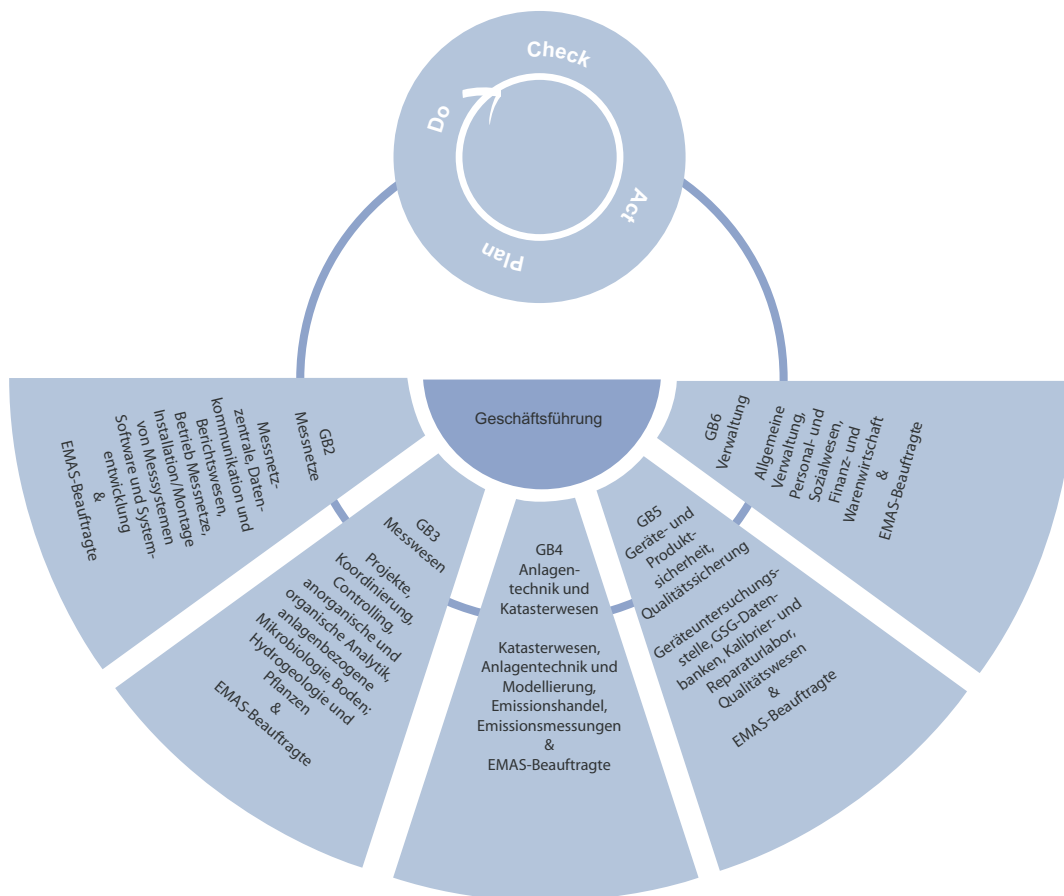 Check
Do
Act
Plan
Geschäftsführung
GB2
Messnetze
Messnetz-
zentrale, Daten-
kommunikation und
Berichtswesen,
Betrieb Messnetze,
Installation/Montage
von Messsystemen
Software und System-
entwicklung
&
EMAS-Beauftragte
GB3
Messwesen
Projekte,
Koordinierung,
Controlling,
anorganische und
organische Analytik,
anlagenbezogene
Mikrobiologie, Boden;
Hydrogeologie und
Pflanzen
&
EMAS-Beauftragte
GB4
Anlagen-
technik und
Katasterwesen
Katasterwesen,
Anlagentechnik und
Modellierung,
Emissionshandel,
Emissionsmessungen
&
EMAS-Beauftragte
GB5
Geräte- und
Produkt-
sicherheit,
Qualitätssicherung
Geräteuntersuchungs-
stelle, GSG-Daten-
banken, Kalibrier- und
Reparaturlabor,
Qualitätswesen
&
EMAS-Beauftragte
GB6
Verwaltung
Allgemeine
Verwaltung,
Personal- und
Sozialwesen,
Finanz- und
Warenwirtschaft
&
EMAS-Beauftragte